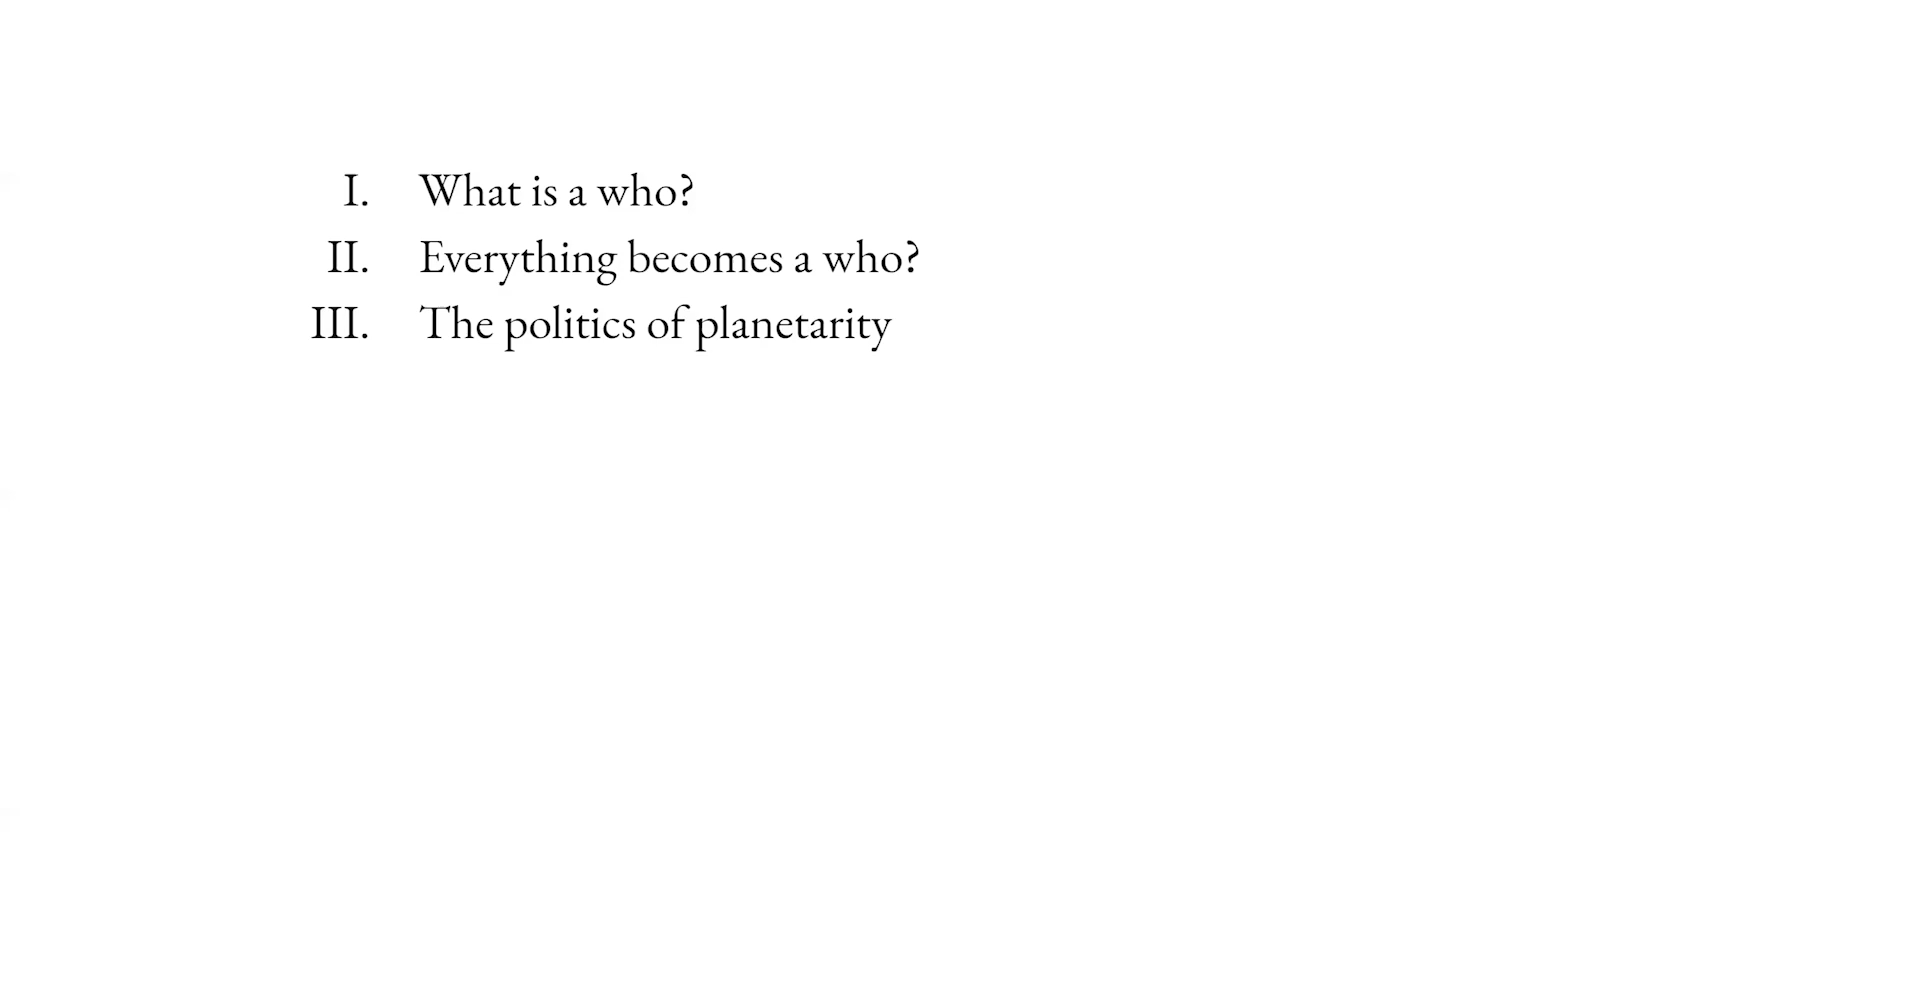 I. What is a who?
II. Everything becomes a who?
III. The politics of planetarity